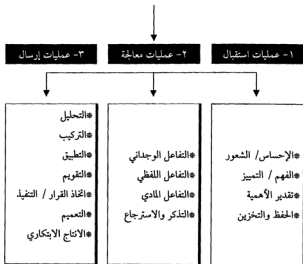 ١- عمليات استقبال
٢- عمليات معالجة
٣- عمليات إرسال
*الإحساس/ الشعور
*الفهم / التمييز
*تقدير الأهمية
*الحفظ والتخزين
*التفاعل الوجداني
*التفاعل اللفظي
*التفاعل المادي
*التذكر والاسترجاع
*التحليل
*التركيب
*التطبيق
*التقويم
*اتخاذ القرار / التنفيذ
*التعميم
*الانتاج الابتكاري